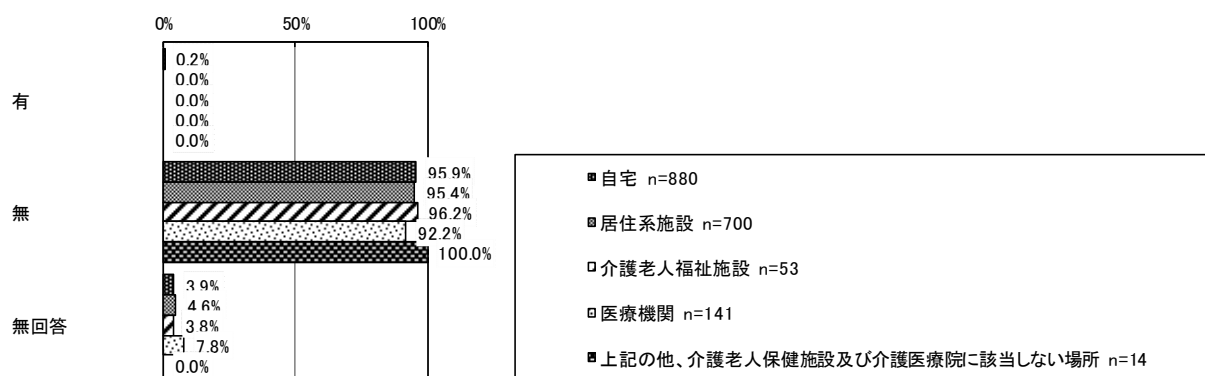 0% 50% 100%
有
0.2%
0.0%
0.0%
0.0%
0.0%
無
95.9%
95.4%
96.2%
92.2%
100.0%
無回答
3.9%
4.6%
3.8%
7.8%
0.0%
自宅 n=880
居住系施設 n=700
介護老人福祉施設 n=53
医療機関 n=141
上記の他、介護老人保健施設及び介護医療院に該当しない場所 n=14